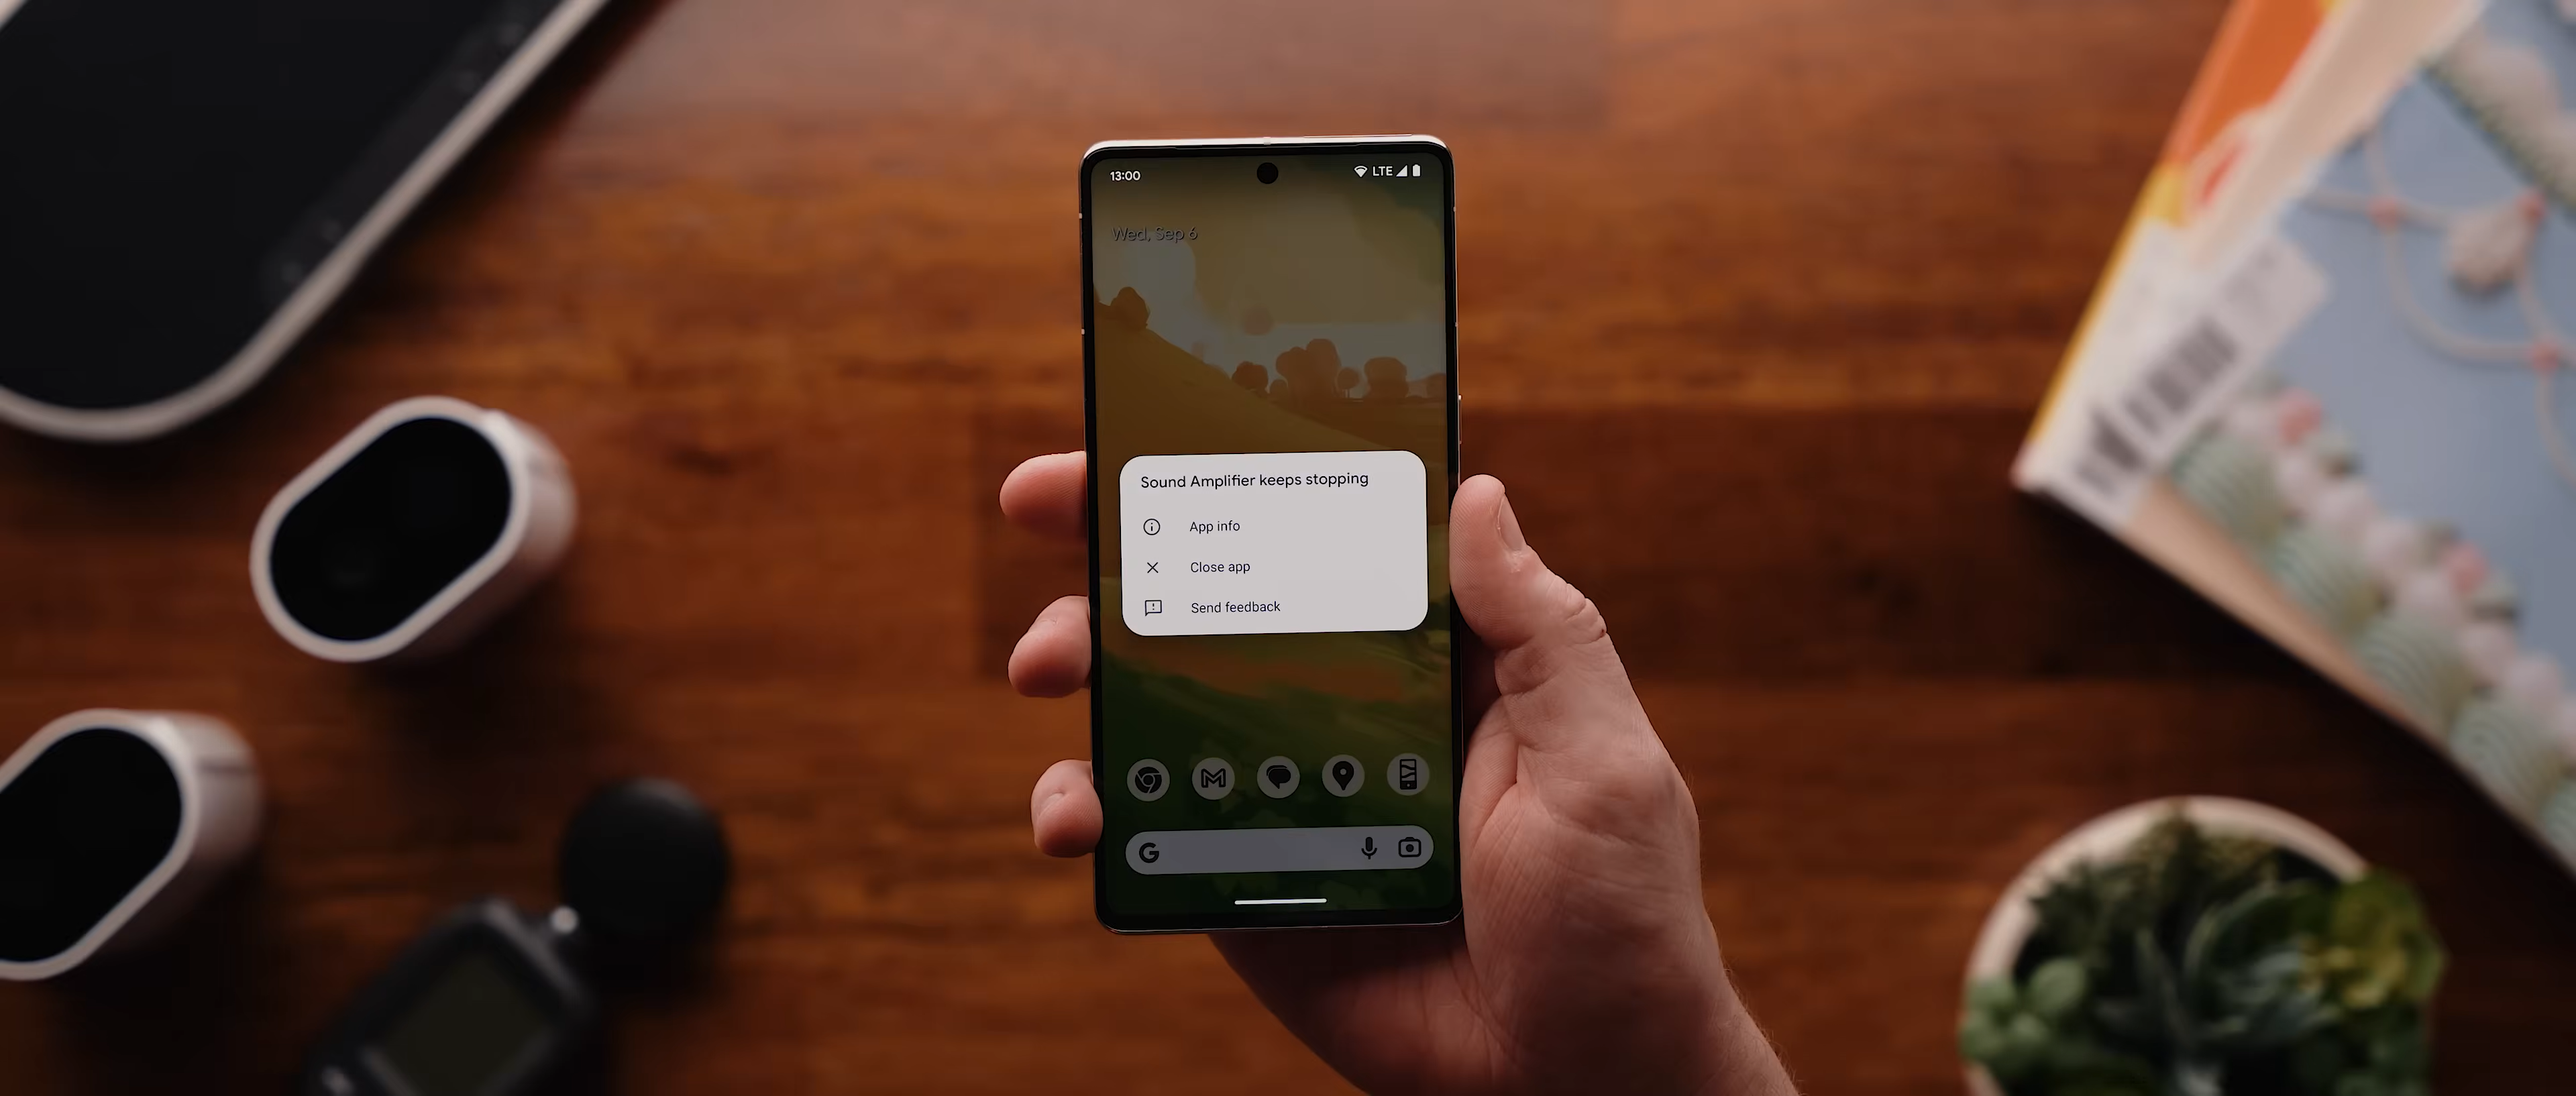 13:00
LTE
Wed, Sep 6
Sound Amplifier keeps stopping
App info
Close app
Send feedback